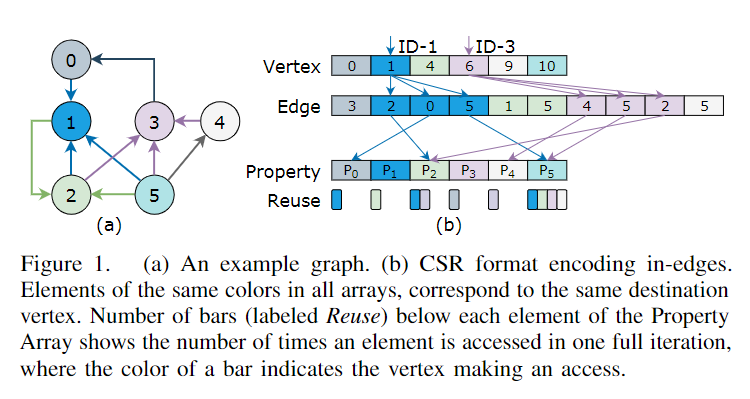 0
1
3
4
2
5
(a)
ID-1 ID-3
Vertex 0 1 4 6 9 10
Edge 3 2 0 5 1 5 4 5 2 5
Property P0 P1 P2 P3 P4 P5
Reuse
(b)
Figure 1. (a) An example graph. (b) CSR format encoding in-edges.
Elements of the same colors in all arrays, correspond to the same destination
vertex. Number of bars (labeled Reuse) below each element of the Property
Array shows the number of times an element is accessed in one full iteration,
where the color of a bar indicates the vertex making an access.